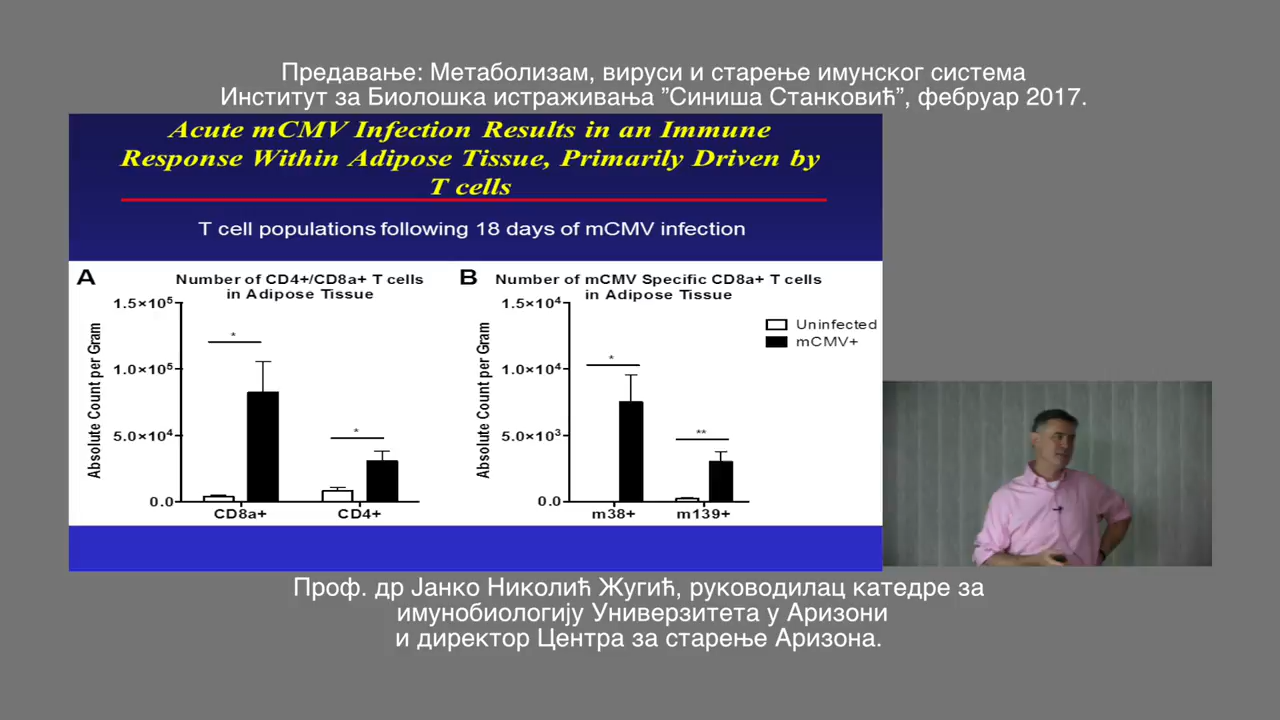 Предавање: Метаболизам, вируси и старење имунског система
Институт за Биолошка истраживања ”Синиша Станковић”, фебруар 2017.
Acute mCMV Infection Results in an Immune
Response Within Adipose Tissue, Primarily Driven by
T cells
T cell populations following 18 days of mCMV infection
A
Number of CD4+/CD8a+ T cells
in Adipose Tissue
Absolute Count per Gram
1.5×10⁵
1.0×10⁵
5.0×10⁴
0.0
*
*
CD8a+
CD4+
B
Number of mCMV Specific CD8a+ T cells
in Adipose Tissue
Absolute Count per Gram
1.5×10⁴
1.0×10⁴
5.0×10³
0.0
*
**
m38+
m139+
Uninfected
mCMV+
Проф. др Јанко Николић Жугић, руководилац катедре за
имунобиологију Универзитета у Аризони
и директор Центра за старење Аризона.